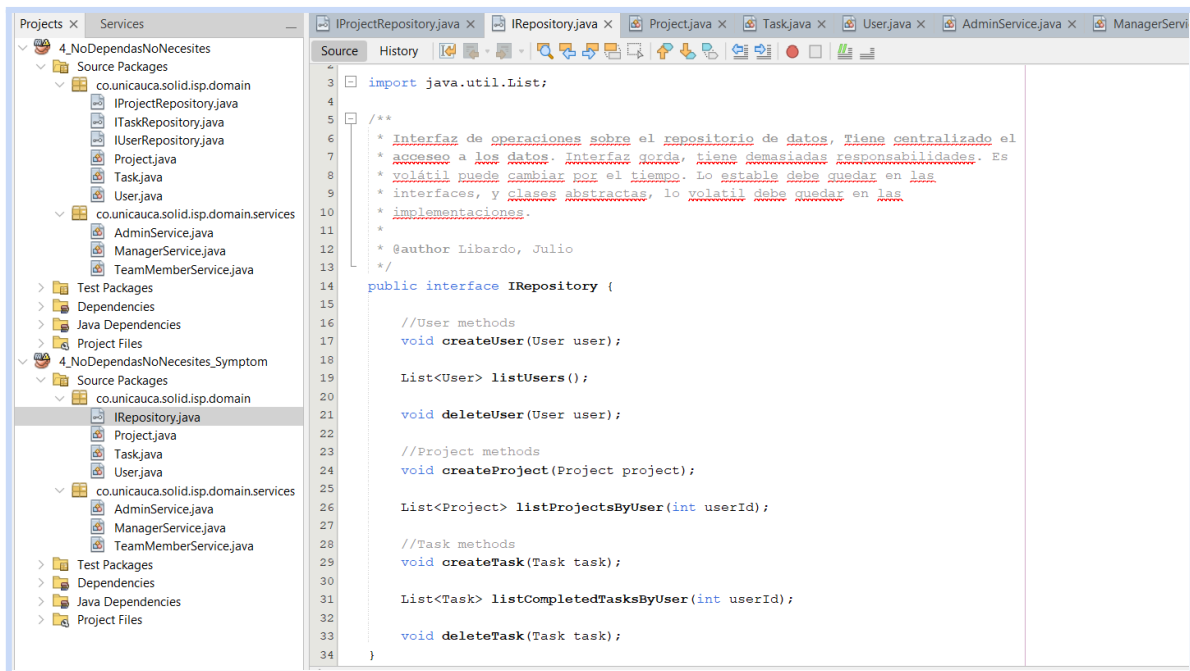 Projects × Services
4_NoDependasNoNecesites
Source Packages
co.unicauca.solid.isp.domain
IProjectRepository.java
ITaskRepository.java
IUserRepository.java
Project.java
Task.java
User.java
co.unicauca.solid.isp.domain.services
AdminService.java
ManagerService.java
TeamMemberService.java
Test Packages
Dependencies
Java Dependencies
Project Files
4_NoDependasNoNecesites_Symptom
Source Packages
co.unicauca.solid.isp.domain
IRepository.java
Project.java
Task.java
User.java
co.unicauca.solid.isp.domain.services
AdminService.java
ManagerService.java
TeamMemberService.java
Test Packages
Dependencies
Java Dependencies
Project Files
IProjectRepository.java × IRepository.java × Project.java × Task.java × User.java × AdminService.java × ManagerServi
Source History
3 import java.util.List;
4
5 /**
6 * Interfaz de operaciones sobre el repositorio de datos, Tiene centralizado el
7 * acceseo a los datos. Interfaz gorda, tiene demasiadas responsabilidades. Es
8 * volátil puede cambiar por el tiempo. Lo estable debe quedar en las
9 * interfaces, y clases abstractas, lo volatil debe quedar en las
10 * implementaciones.
11 *
12 * @author Libardo, Julio
13 */
14 public interface IRepository {
15
16 //User methods
17 void createUser(User user);
18
19 List<User> listUsers();
20
21 void deleteUser(User user);
22
23 //Project methods
24 void createProject(Project project);
25
26 List<Project> listProjectsByUser(int userId);
27
28 //Task methods
29 void createTask(Task task);
30
31 List<Task> listCompletedTasksByUser(int userId);
32
33 void deleteTask(Task task);
34 }